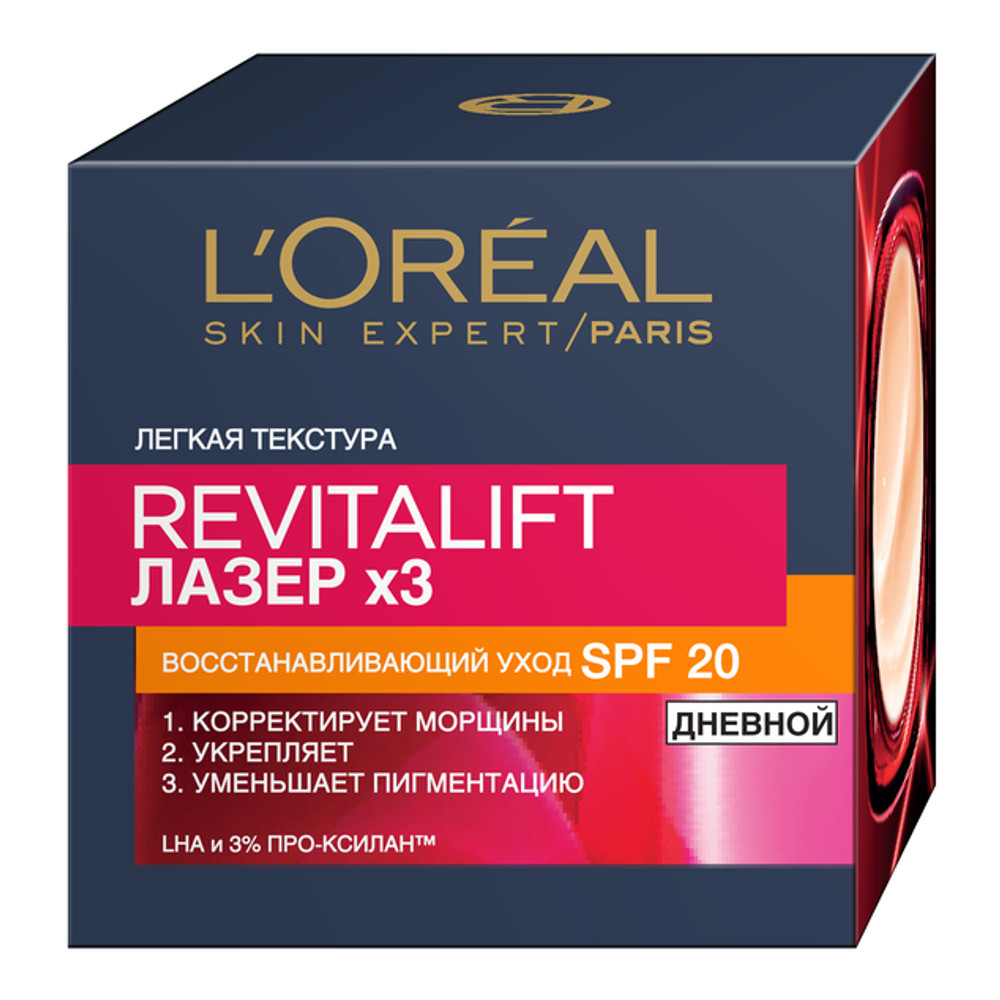 L'ORÉAL
SKIN EXPERT/PARIS
ЛЕГКАЯ ТЕКСТУРА
REVITALIFT
ЛАЗЕР x3
ВОССТАНАВЛИВАЮЩИЙ УХОД SPF 20
1. КОРРЕКТИРУЕТ МОРЩИНЫ
ДНЕВНОЙ
2. УКРЕПЛЯЕТ
3. УМЕНЬШАЕТ ПИГМЕНТАЦИЮ
LHA и 3% ПРО-КСИЛАН™